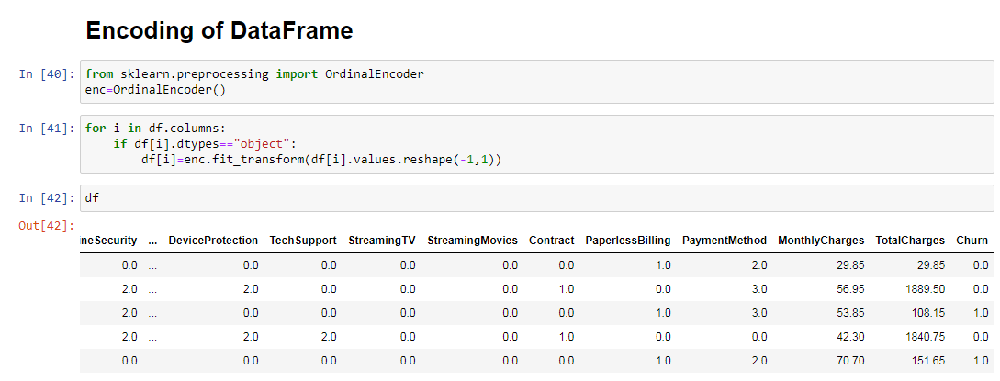 Encoding of DataFrame
In [40]: from sklearn.preprocessing import OrdinalEncoder
enc=OrdinalEncoder()
In [41]: for i in df.columns:
    if df[i].dtypes=="object":
        df[i]=enc.fit_transform(df[i].values.reshape(-1,1))
In [42]: df
Out[42]:
ineSecurity ... DeviceProtection TechSupport StreamingTV StreamingMovies Contract PaperlessBilling PaymentMethod MonthlyCharges TotalCharges Churn
0.0 ... 0.0 0.0 0.0 0.0 0.0 1.0 2.0 29.85 29.85 0.0
2.0 ... 2.0 0.0 0.0 0.0 1.0 0.0 3.0 56.95 1889.50 0.0
2.0 ... 0.0 0.0 0.0 0.0 0.0 1.0 3.0 53.85 108.15 1.0
2.0 ... 2.0 2.0 0.0 0.0 1.0 0.0 0.0 42.30 1840.75 0.0
0.0 ... 0.0 0.0 0.0 0.0 0.0 1.0 2.0 70.70 151.65 1.0